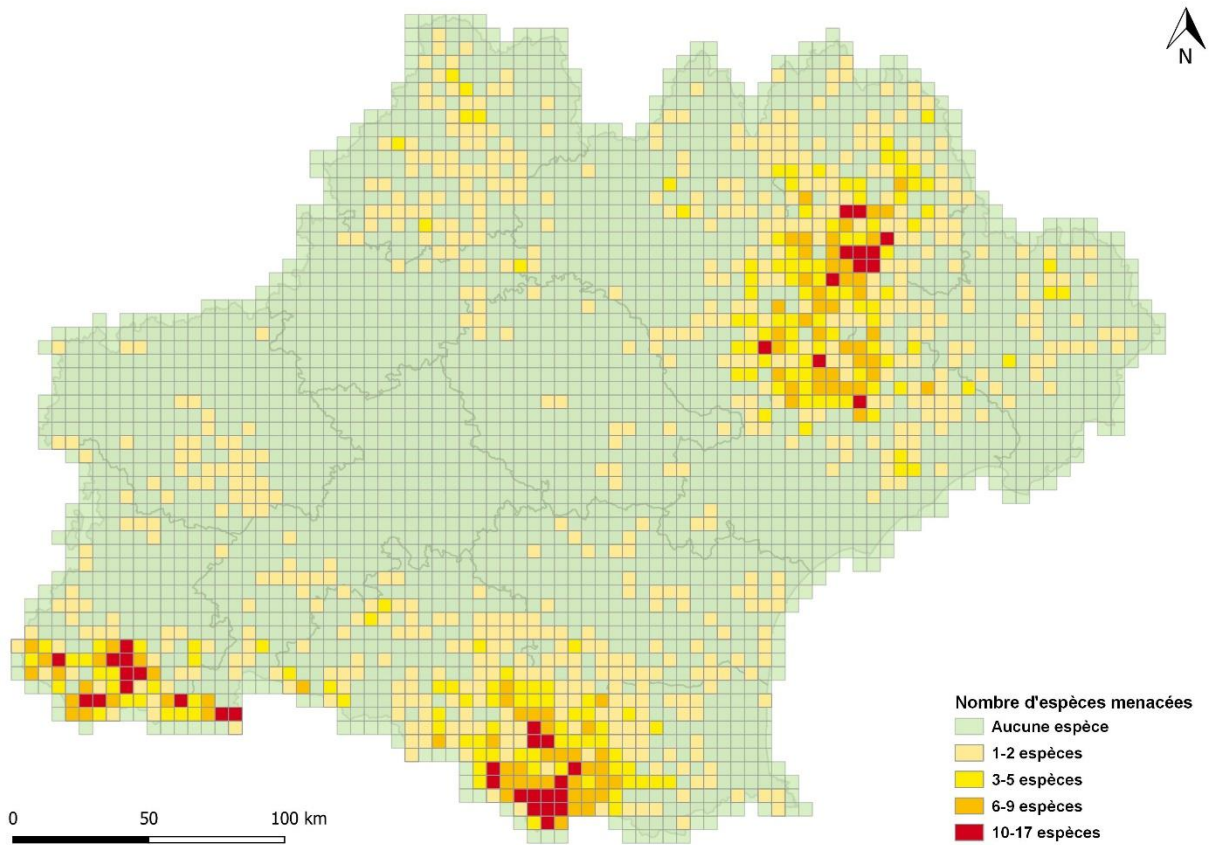 N
Nombre d'espèces menacées
Aucune espèce
1-2 espèces
3-5 espèces
6-9 espèces
10-17 espèces
0 50 100 km